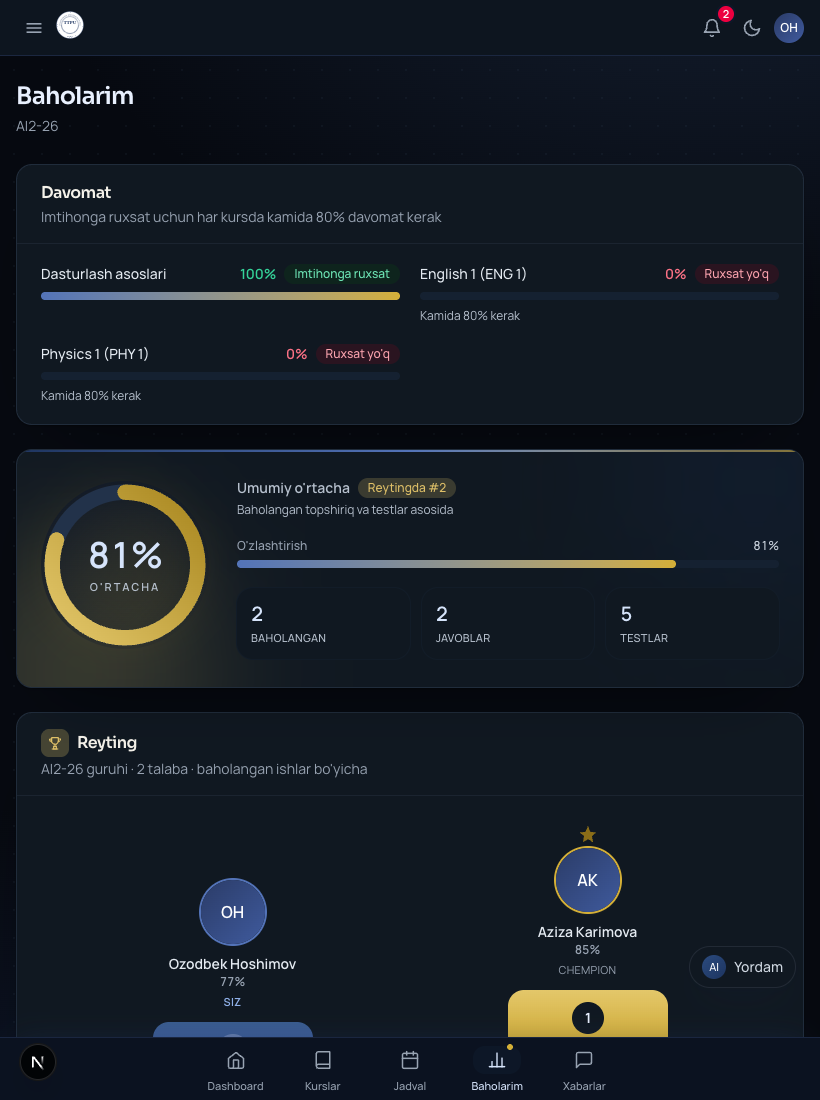 TTPU
2
OH
Baholarim
AI2-26
Davomat
Imtihonga ruxsat uchun har kursda kamida 80% davomat kerak
Dasturlash asoslari 100% Imtihonga ruxsat
English 1 (ENG 1) 0% Ruxsat yo'q
Kamida 80% kerak
Physics 1 (PHY 1) 0% Ruxsat yo'q
Kamida 80% kerak
81%
O'RTACHA
Umumiy o'rtacha Reytingda #2
Baholangan topshiriq va testlar asosida
O'zlashtirish 81%
2 2 5
BAHOLANGAN JAVOBLAR TESTLAR
Reyting
AI2-26 guruhi · 2 talaba · baholangan ishlar bo'yicha
OH
Ozodbek Hoshimov
77%
SIZ
AK
Aziza Karimova
85%
CHEMPION
1
AI Yordam
N
Dashboard Kurslar Jadval Baholarim Xabarlar